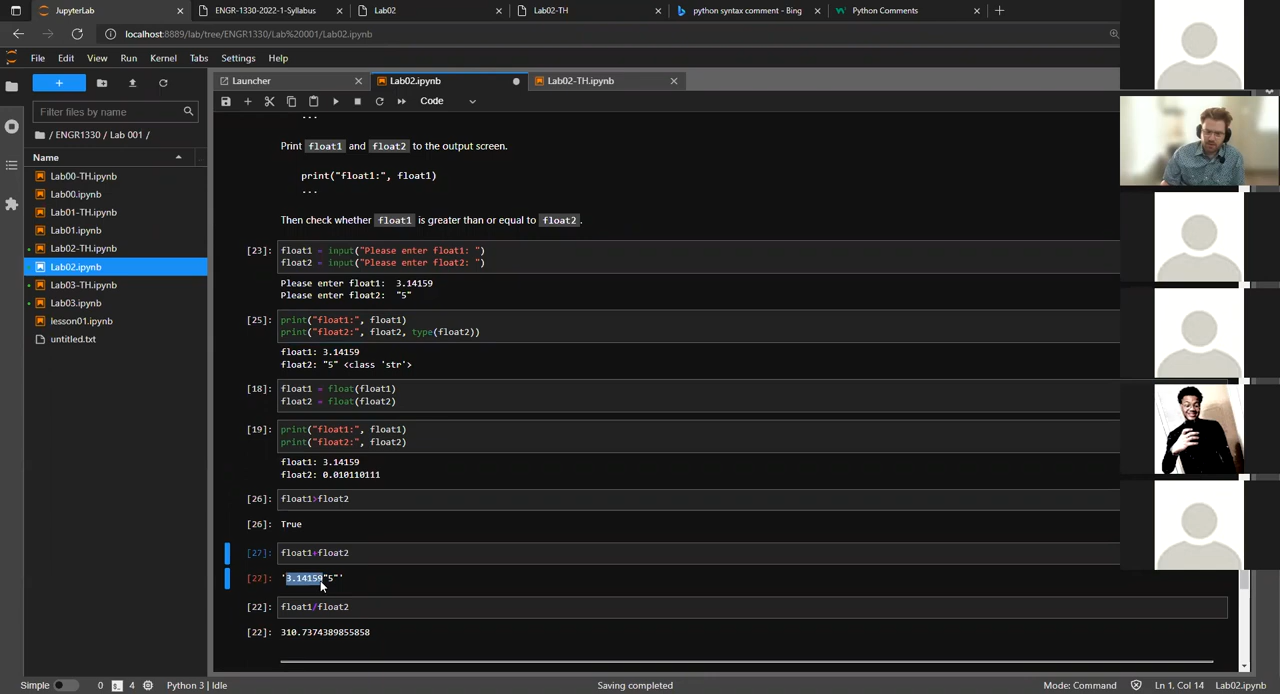 JupyterLab
ENGR-1330-2022-1-Syllabus
Lab02
Lab02-TH
python syntax comment - Bing
Python Comments
localhost:8889/lab/tree/ENGR1330/Lab%20001/Lab02.ipynb
File Edit View Run Kernel Tabs Settings Help
Launcher
Lab02.ipynb
Lab02-TH.ipynb
Code
Filter files by name
/ ENGR1330 / Lab 001 /
Name
Lab00-TH.ipynb
Lab00.ipynb
Lab01-TH.ipynb
Lab01.ipynb
Lab02-TH.ipynb
Lab02.ipynb
Lab03-TH.ipynb
Lab03.ipynb
lesson01.ipynb
untitled.txt
...
Print float1 and float2 to the output screen.
print("float1:", float1)
...
Then check whether float1 is greater than or equal to float2.
[23]: float1 = input("Please enter float1: ")
float2 = input("Please enter float2: ")
Please enter float1:  3.14159
Please enter float2:  "5"
[25]: print("float1:", float1)
print("float2:", float2, type(float2))
float1: 3.14159
float2: "5" <class 'str'>
[18]: float1 = float(float1)
float2 = float(float2)
[19]: print("float1:", float1)
print("float2:", float2)
float1: 3.14159
float2: 0.010110111
[26]: float1>float2
[26]: True
[27]: float1+float2
[27]: '3.14159"5"'
[22]: float1/float2
[22]: 310.7374389855858
Simple
0
4
Python 3 | Idle
Saving completed
Mode: Command
Ln 1, Col 14
Lab02.ipynb